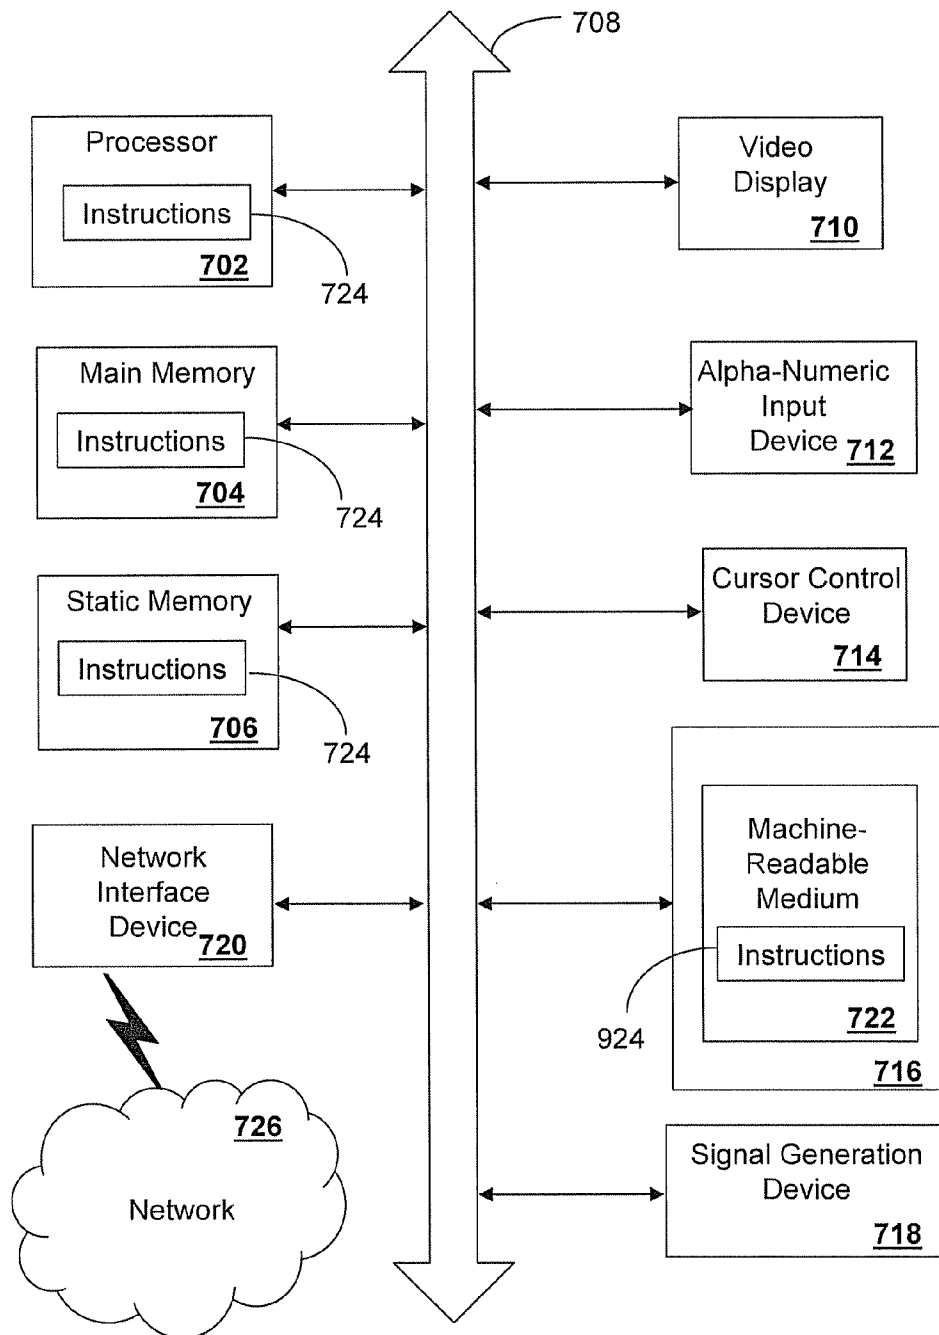 708
Processor
Instructions
702
724
Video
Display
710
Main Memory
Instructions
704
724
Alpha-Numeric
Input
Device
712
Static Memory
Instructions
706
724
Cursor Control
Device
714
Network
Interface
Device
720
Machine-
Readable
Medium
Instructions
722
924
716
726
Network
Signal Generation
Device
718